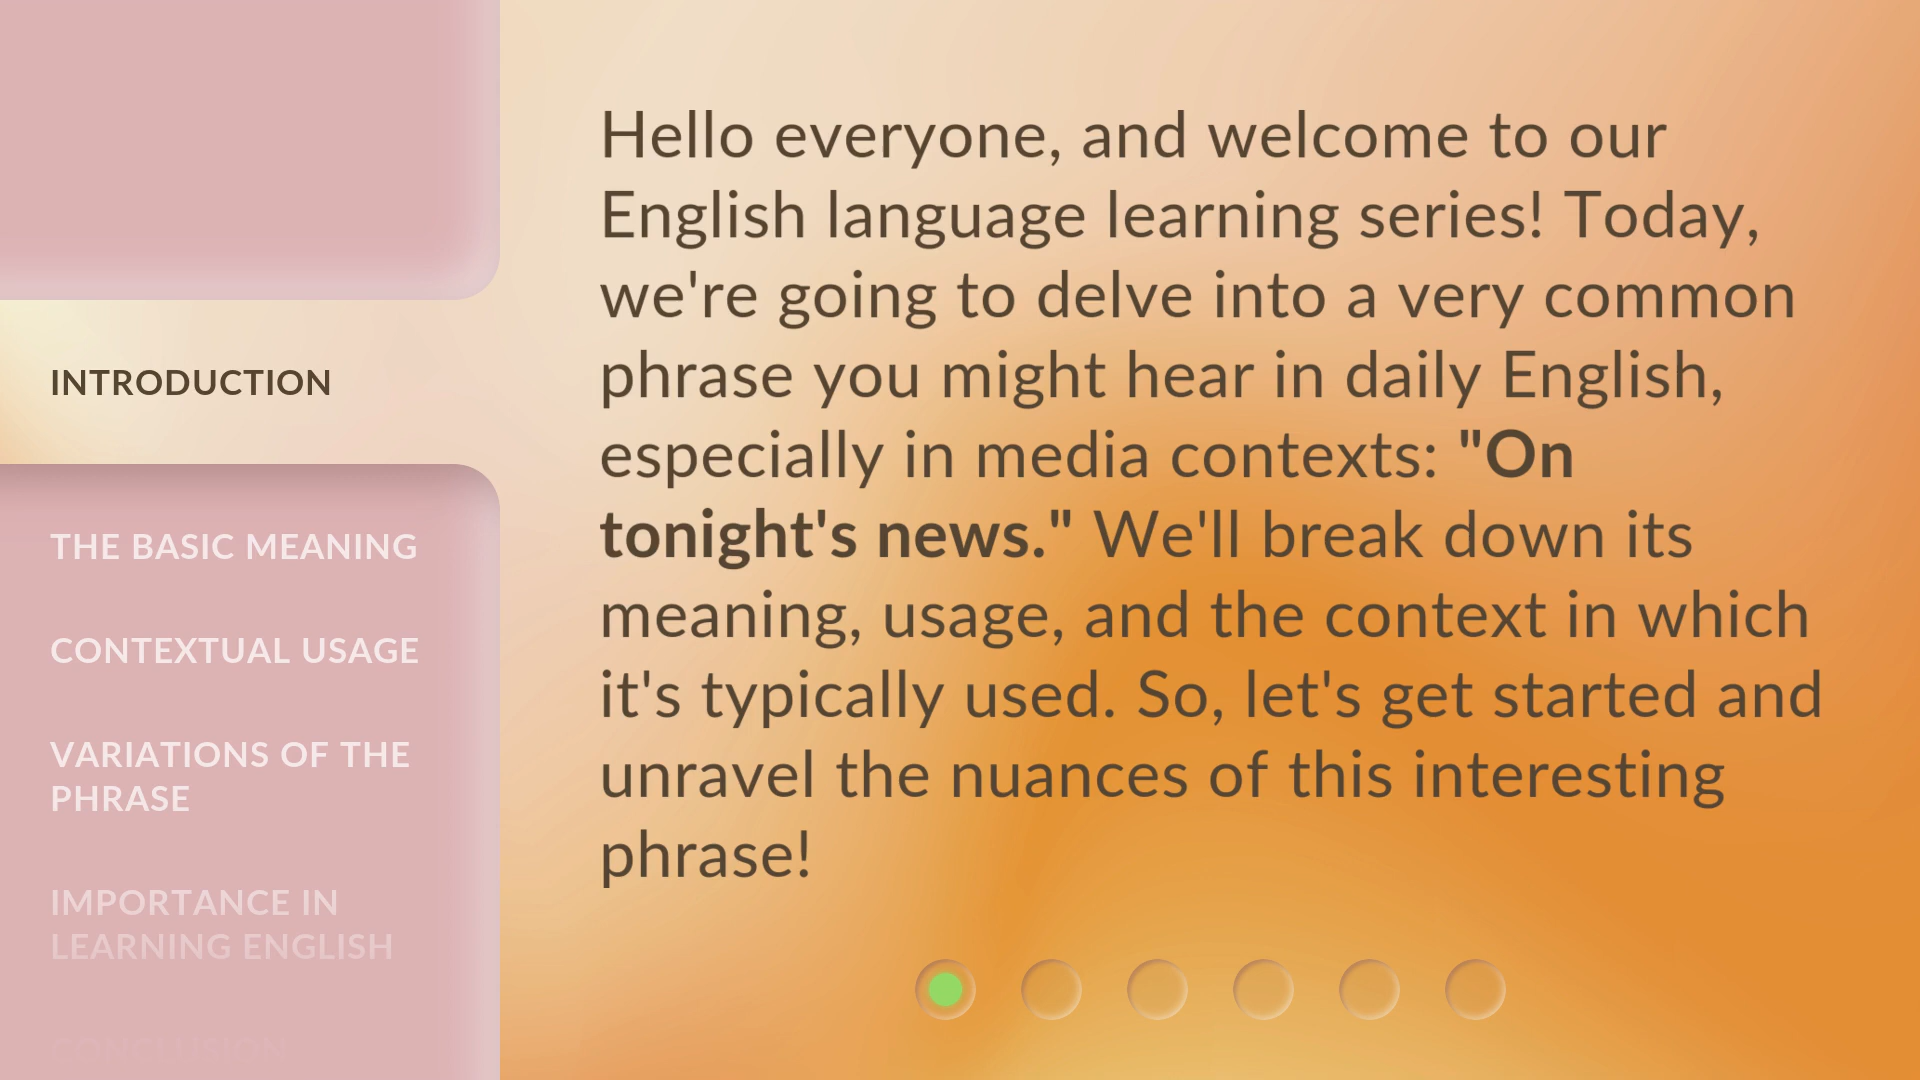 INTRODUCTION
THE BASIC MEANING
CONTEXTUAL USAGE
VARIATIONS OF THE
PHRASE
IMPORTANCE IN
LEARNING ENGLISH
CONCLUSION
Hello everyone, and welcome to our
English language learning series! Today,
we're going to delve into a very common
phrase you might hear in daily English,
especially in media contexts: "On
tonight's news." We'll break down its
meaning, usage, and the context in which
it's typically used. So, let's get started and
unravel the nuances of this interesting
phrase!